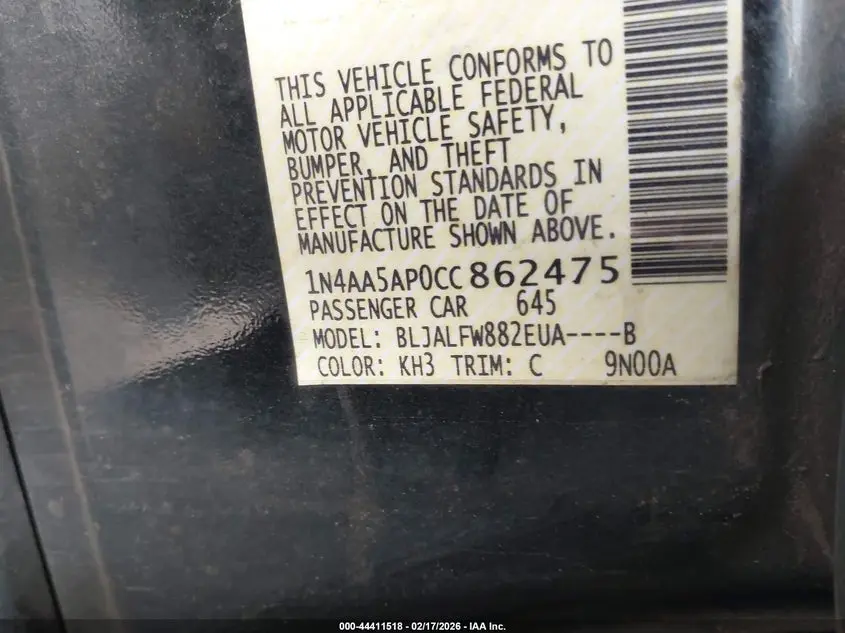 THIS VEHICLE CONFORMS TO
ALL APPLICABLE FEDERAL
MOTOR VEHICLE SAFETY,
BUMPER, AND THEFT
PREVENTION STANDARDS IN
EFFECT ON THE DATE OF
MANUFACTURE SHOWN ABOVE.
1N4AA5AP0CC862475
PASSENGER CAR 645
MODEL: BLJALFW882EUA----B
COLOR: KH3 TRIM: C 9N00A
000-44411518 - 02/17/2026 - IAA Inc.